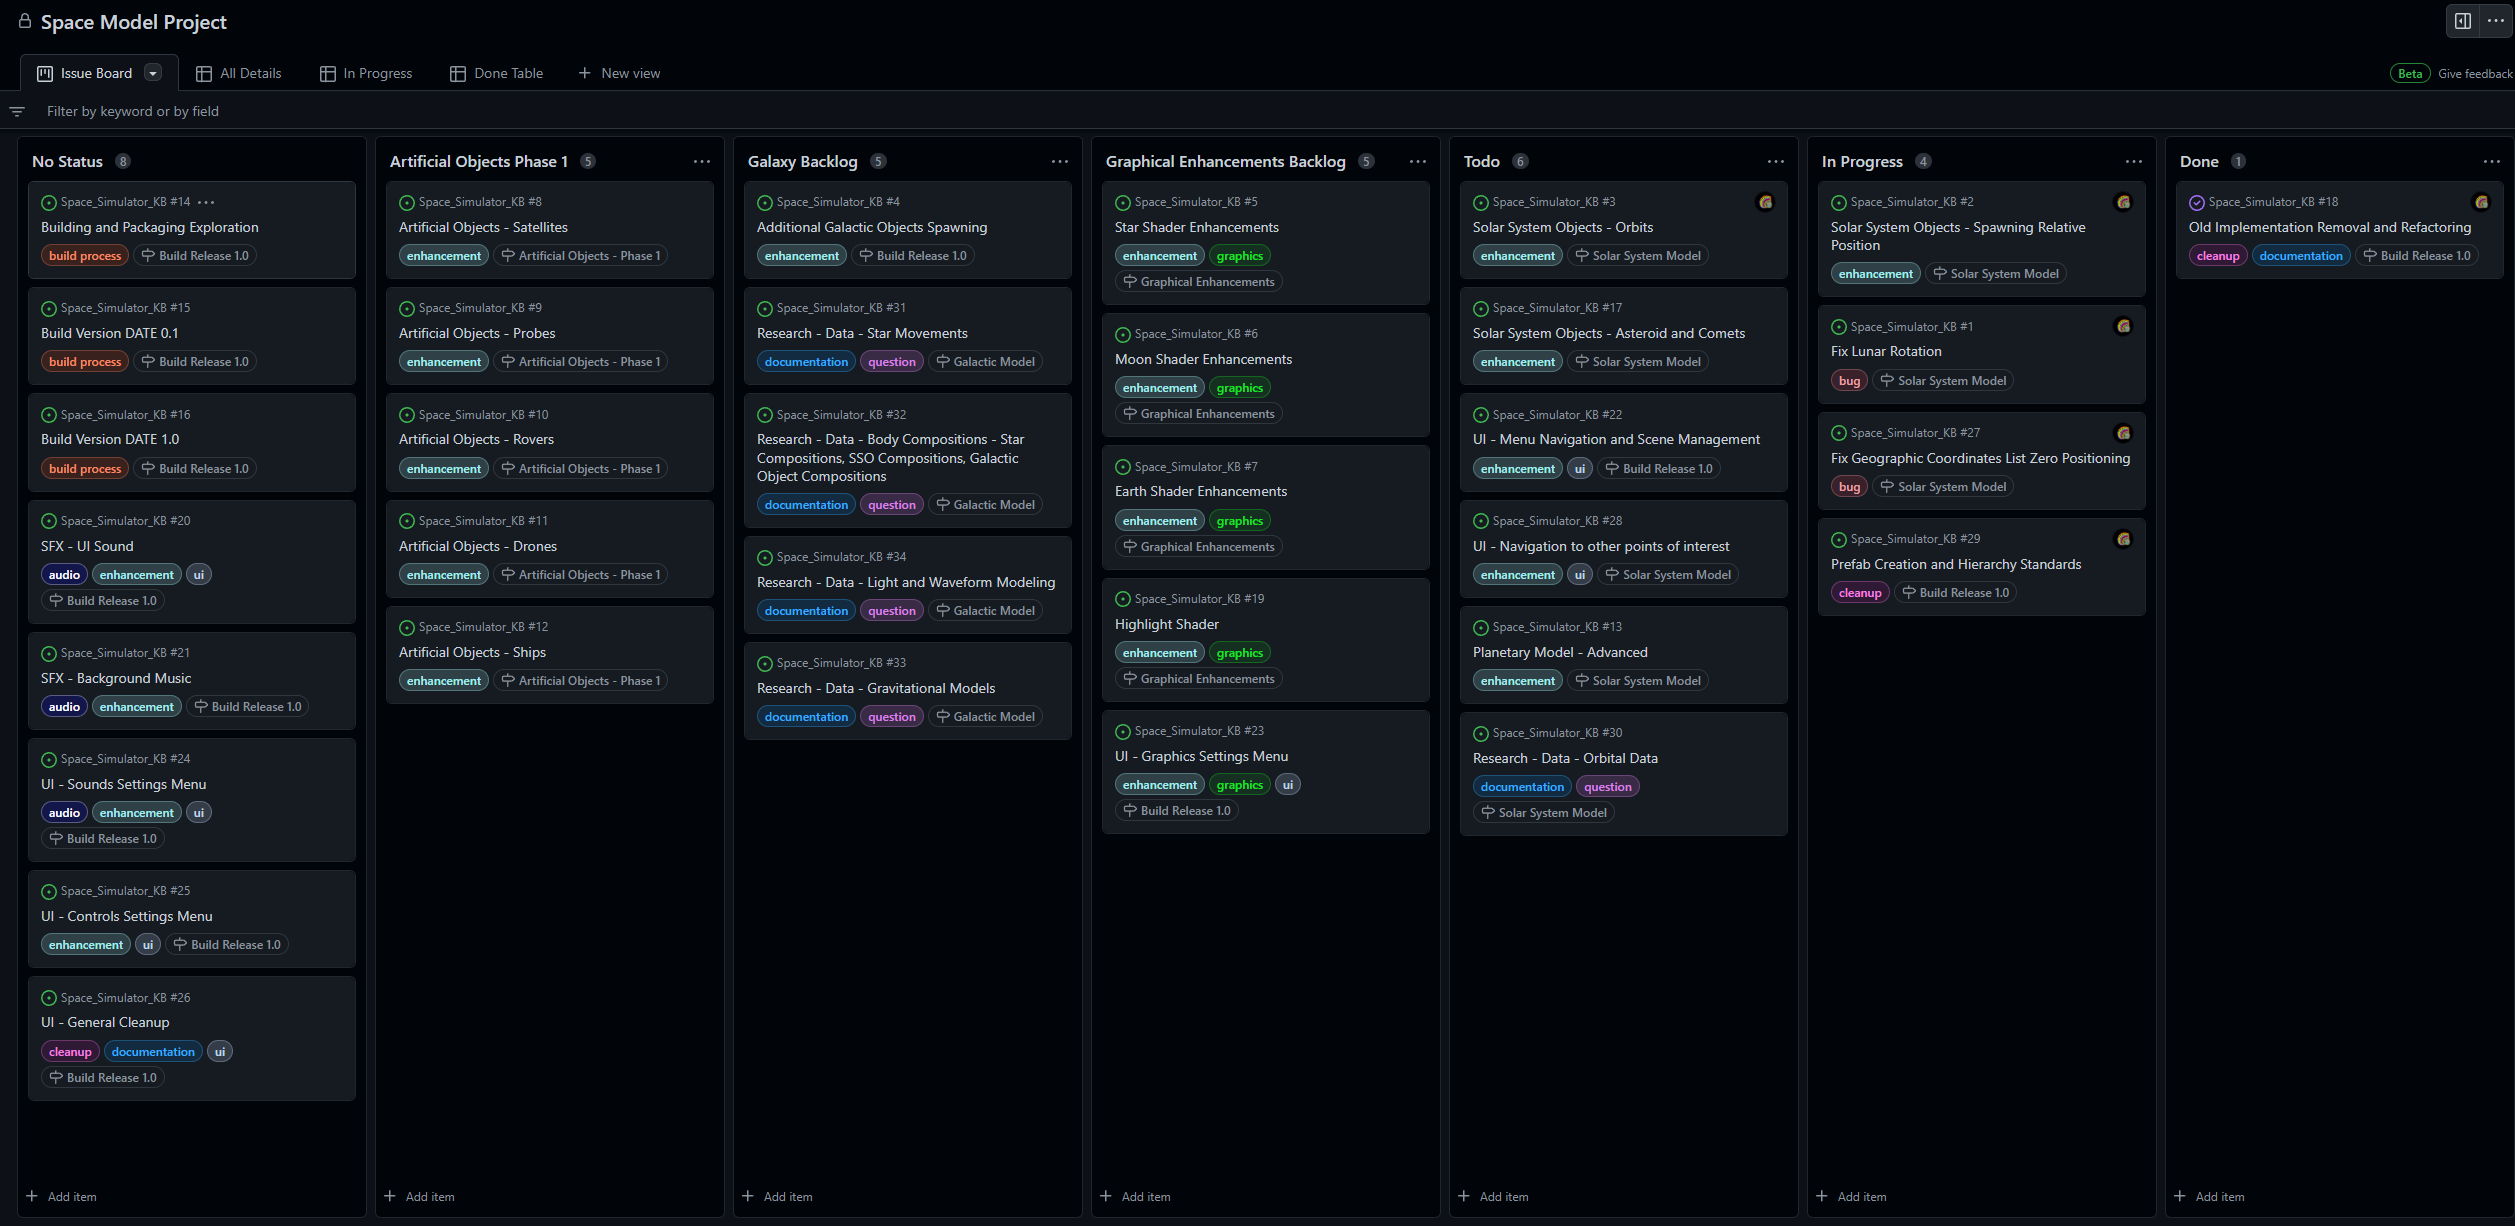 Space Model Project
Issue Board
All Details
In Progress
Done Table
New view
Beta
Give feedback
Filter by keyword or by field
No Status 8
Space_Simulator_KB #14
Building and Packaging Exploration
build process Build Release 1.0
Space_Simulator_KB #15
Build Version DATE 0.1
build process Build Release 1.0
Space_Simulator_KB #16
Build Version DATE 1.0
build process Build Release 1.0
Space_Simulator_KB #20
SFX - UI Sound
audio enhancement ui
Build Release 1.0
Space_Simulator_KB #21
SFX - Background Music
audio enhancement Build Release 1.0
Space_Simulator_KB #24
UI - Sounds Settings Menu
audio enhancement ui
Build Release 1.0
Space_Simulator_KB #25
UI - Controls Settings Menu
enhancement ui Build Release 1.0
Space_Simulator_KB #26
UI - General Cleanup
cleanup documentation ui
Build Release 1.0
Add item
Artificial Objects Phase 1 5
Space_Simulator_KB #8
Artificial Objects - Satellites
enhancement Artificial Objects - Phase 1
Space_Simulator_KB #9
Artificial Objects - Probes
enhancement Artificial Objects - Phase 1
Space_Simulator_KB #10
Artificial Objects - Rovers
enhancement Artificial Objects - Phase 1
Space_Simulator_KB #11
Artificial Objects - Drones
enhancement Artificial Objects - Phase 1
Space_Simulator_KB #12
Artificial Objects - Ships
enhancement Artificial Objects - Phase 1
Add item
Galaxy Backlog 5
Space_Simulator_KB #4
Additional Galactic Objects Spawning
enhancement Build Release 1.0
Space_Simulator_KB #31
Research - Data - Star Movements
documentation question Galactic Model
Space_Simulator_KB #32
Research - Data - Body Compositions - Star
Compositions, SSO Compositions, Galactic
Object Compositions
documentation question Galactic Model
Space_Simulator_KB #34
Research - Data - Light and Waveform Modeling
documentation question Galactic Model
Space_Simulator_KB #33
Research - Data - Gravitational Models
documentation question Galactic Model
Add item
Graphical Enhancements Backlog 5
Space_Simulator_KB #5
Star Shader Enhancements
enhancement graphics
Graphical Enhancements
Space_Simulator_KB #6
Moon Shader Enhancements
enhancement graphics
Graphical Enhancements
Space_Simulator_KB #7
Earth Shader Enhancements
enhancement graphics
Graphical Enhancements
Space_Simulator_KB #19
Highlight Shader
enhancement graphics
Graphical Enhancements
Space_Simulator_KB #23
UI - Graphics Settings Menu
enhancement graphics ui
Build Release 1.0
Add item
Todo 6
Space_Simulator_KB #3
Solar System Objects - Orbits
enhancement Solar System Model
Space_Simulator_KB #17
Solar System Objects - Asteroid and Comets
enhancement Solar System Model
Space_Simulator_KB #22
UI - Menu Navigation and Scene Management
enhancement ui Build Release 1.0
Space_Simulator_KB #28
UI - Navigation to other points of interest
enhancement ui Solar System Model
Space_Simulator_KB #13
Planetary Model - Advanced
enhancement Solar System Model
Space_Simulator_KB #30
Research - Data - Orbital Data
documentation question
Solar System Model
Add item
In Progress 4
Space_Simulator_KB #2
Solar System Objects - Spawning Relative
Position
enhancement Solar System Model
Space_Simulator_KB #1
Fix Lunar Rotation
bug Solar System Model
Space_Simulator_KB #27
Fix Geographic Coordinates List Zero Positioning
bug Solar System Model
Space_Simulator_KB #29
Prefab Creation and Hierarchy Standards
cleanup Build Release 1.0
Add item
Done 1
Space_Simulator_KB #18
Old Implementation Removal and Refactoring
cleanup documentation Build Release 1.0
Add item